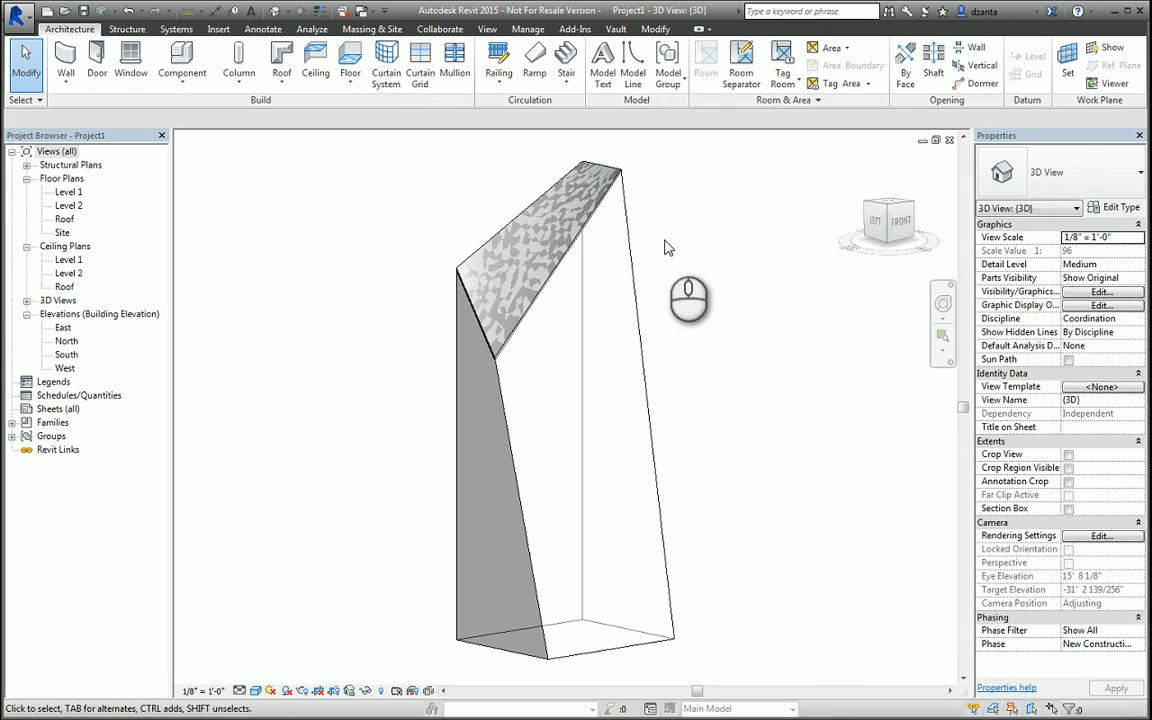 Autodesk Revit 2015 - Not For Resale Version - Project1 - 3D View: {3D}
Type a keyword or phrase
dzanta
Architecture Structure Systems Insert Annotate Analyze Massing & Site Collaborate View Manage Add-Ins Vault Modify
Modify
Wall
Door
Window
Component
Column
Roof
Ceiling
Floor
Curtain System
Curtain Grid
Mullion
Railing
Ramp
Stair
Model Text
Model Line
Model Group
Room
Room Separator
Tag Room
Area
Area Boundary
Tag Area
By Face
Shaft
Wall
Vertical
Dormer
Level
Grid
Set
Show
Ref Plane
Viewer
Select
Build
Circulation
Model
Room & Area
Opening
Datum
Work Plane
Project Browser - Project1
Views (all)
Structural Plans
Floor Plans
Level 1
Level 2
Roof
Site
Ceiling Plans
Level 1
Level 2
Roof
3D Views
Elevations (Building Elevation)
East
North
South
West
Legends
Schedules/Quantities
Sheets (all)
Families
Groups
Revit Links
LEFT
FRONT
Properties
3D View
3D View: {3D}
Edit Type
Graphics
View Scale 1/8" = 1'-0"
Scale Value 1: 96
Detail Level Medium
Parts Visibility Show Original
Visibility/Graphics... Edit...
Graphic Display O... Edit...
Discipline Coordination
Show Hidden Lines By Discipline
Default Analysis D... None
Sun Path
Identity Data
View Template <None>
View Name {3D}
Dependency Independent
Title on Sheet
Extents
Crop View
Crop Region Visible
Annotation Crop
Far Clip Active
Section Box
Camera
Rendering Settings Edit...
Locked Orientation
Perspective
Eye Elevation 15' 8 1/8"
Target Elevation -31' 2 139/256"
Camera Position Adjusting
Phasing
Phase Filter Show All
Phase New Constructi...
Properties help
Apply
1/8" = 1'-0"
Click to select, TAB for alternates, CTRL adds, SHIFT unselects.
:0
Main Model
:0